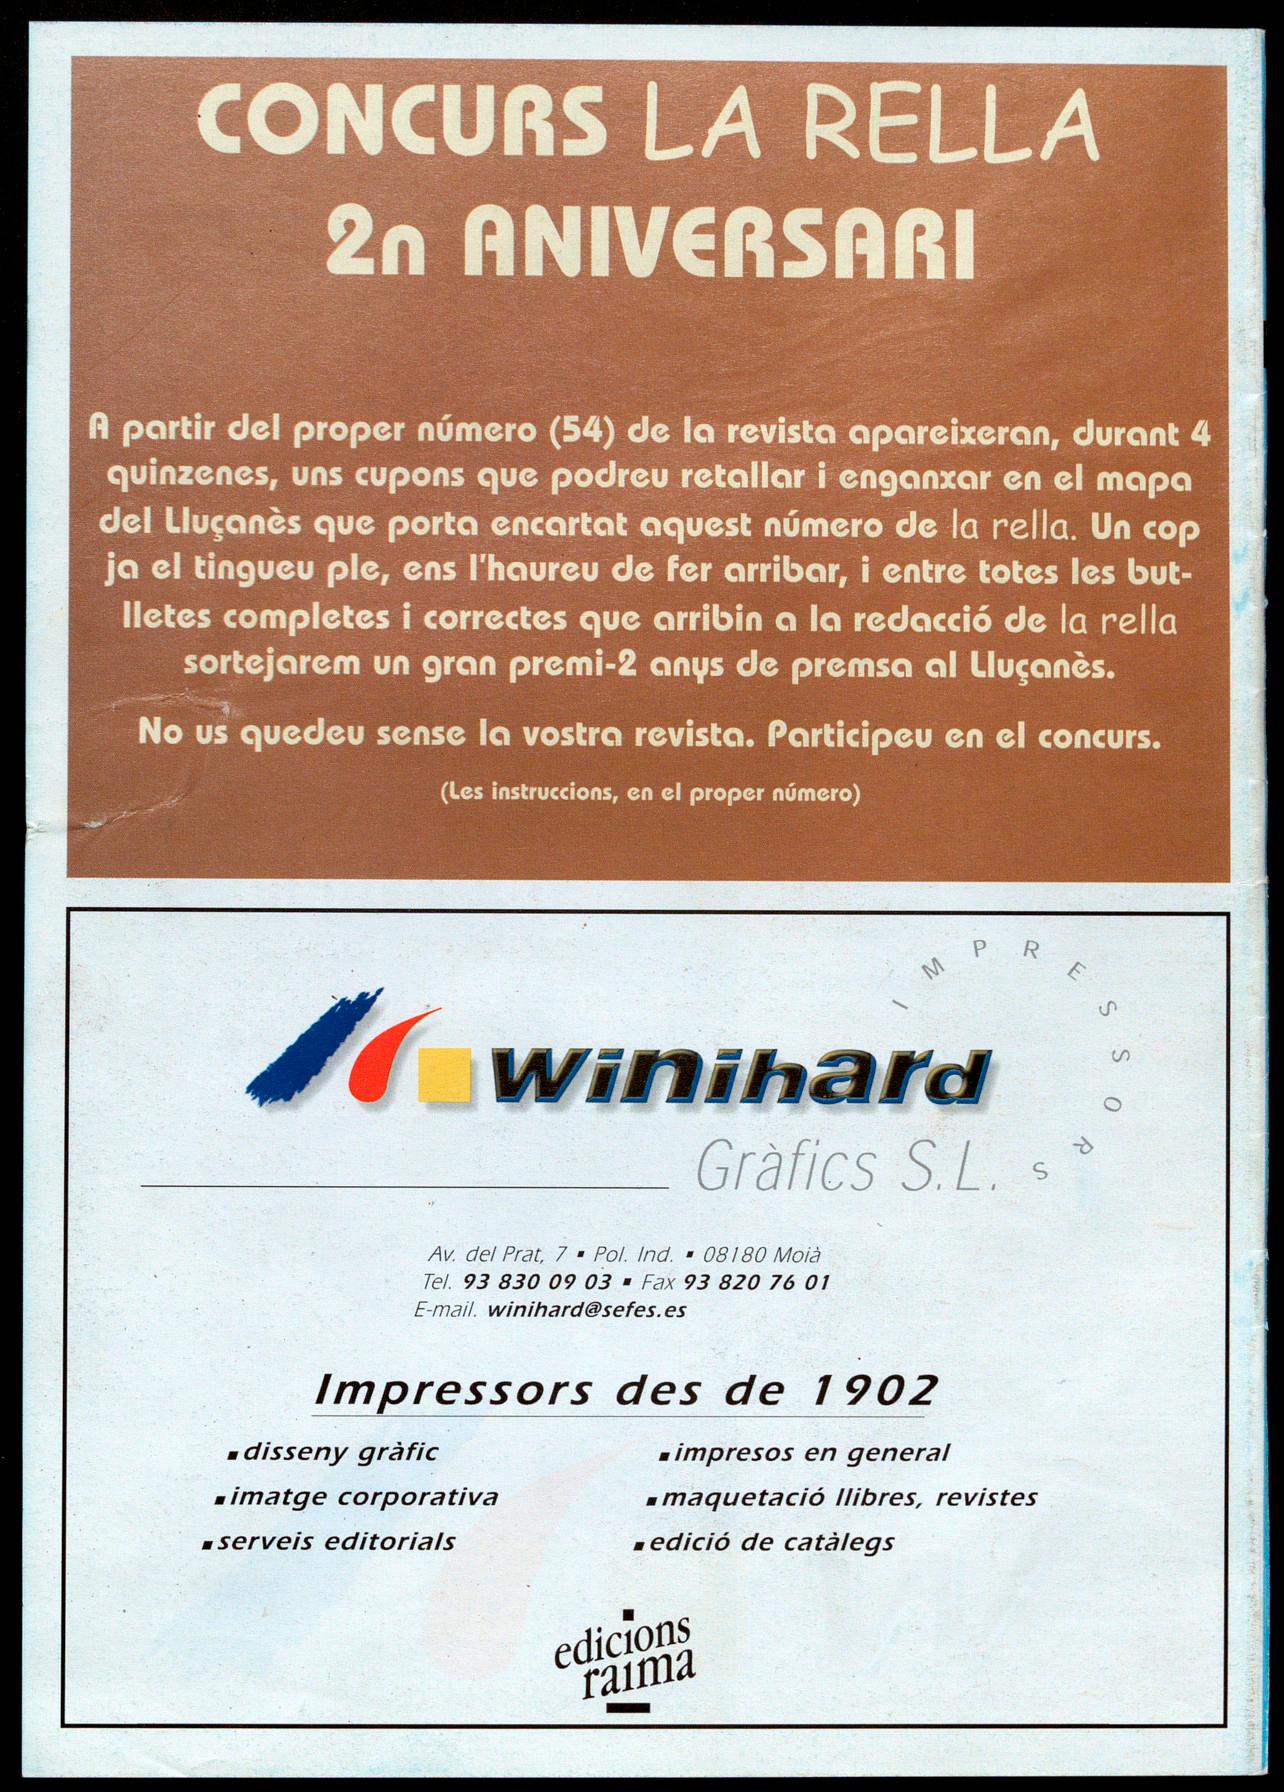 CONCURS LA RELLA
2n ANIVERSARI
A partir del proper número (54) de la revista apareixeran, durant 4
quinzenes, uns cupons que podreu retallar i enganxar en el mapa
del Lluçanès que porta encartat aquest número de la rella. Un cop
ja el tingueu ple, ens l'haureu de fer arribar, i entre totes les but-
lletes completes i correctes que arribin a la redacció de la rella
sortejarem un gran premi-2 anys de premsa al Lluçanès.
No us quedeu sense la vostra revista. Participeu en el concurs.
(Les instruccions, en el proper número)
IMPRESSORS
winihard
Gràfics S.L.
Av. del Prat, 7 ▪ Pol. Ind. ▪ 08180 Moià
Tel. 93 830 09 03 ▪ Fax 93 820 76 01
E-mail. winihard@sefes.es
Impressors des de 1902
▪ disseny gràfic
▪ imatge corporativa
▪ serveis editorials
▪ impresos en general
▪ maquetació llibres, revistes
▪ edició de catàlegs
edicions
raima